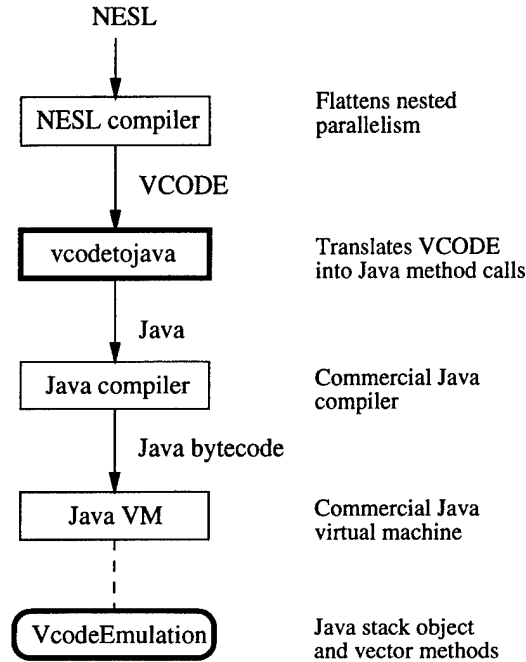 NESL
NESL compiler
Flattens nested
parallelism
VCODE
vcodetojava
Translates VCODE
into Java method calls
Java
Java compiler
Commercial Java
compiler
Java bytecode
Java VM
Commercial Java
virtual machine
VcodeEmulation
Java stack object
and vector methods